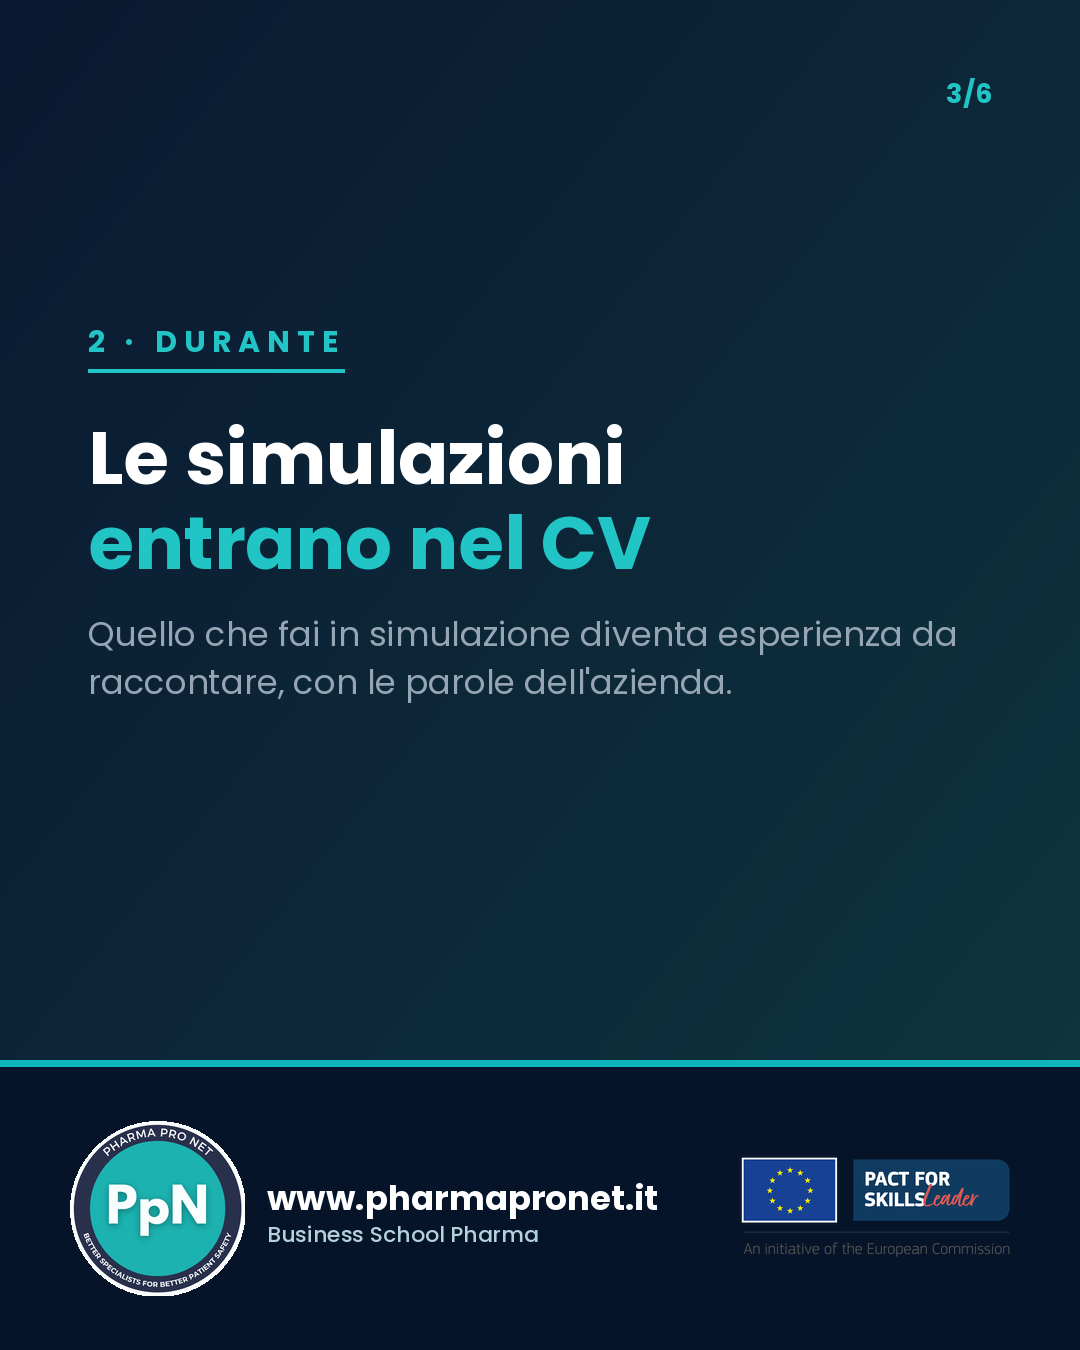 3/6
2 · DURANTE
Le simulazioni
entrano nel CV
Quello che fai in simulazione diventa esperienza da
raccontare, con le parole dell'azienda.
PHARMA PRO NET
PpN
BETTER SPECIALISTS FOR BETTER PATIENT SAFETY
www.pharmapronet.it
Business School Pharma
PACT FOR
SKILLS Leader
An initiative of the European Commission